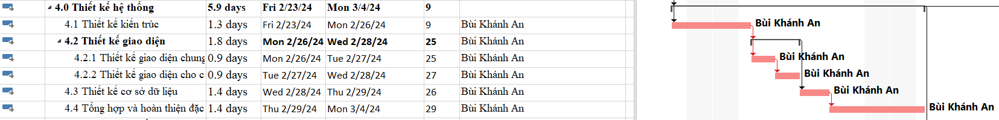 4.0 Thiết kế hệ thống 5.9 days Fri 2/23/24 Mon 3/4/24 9
4.1 Thiết kế kiến trúc 1.3 days Fri 2/23/24 Mon 2/26/24 9 Bùi Khánh An Bùi Khánh An
4.2 Thiết kế giao diện 1.8 days Mon 2/26/24 Wed 2/28/24 25 Bùi Khánh An
4.2.1 Thiết kế giao diện chung 0.9 days Mon 2/26/24 Tue 2/27/24 25 Bùi Khánh An Bùi Khánh An
4.2.2 Thiết kế giao diện cho c 0.9 days Tue 2/27/24 Wed 2/28/24 27 Bùi Khánh An Bùi Khánh An
4.3 Thiết kế cơ sở dữ liệu 1.4 days Wed 2/28/24 Thu 2/29/24 26 Bùi Khánh An Bùi Khánh An
4.4 Tổng hợp và hoàn thiện đặc 1.4 days Thu 2/29/24 Mon 3/4/24 29 Bùi Khánh An Bùi Khánh An